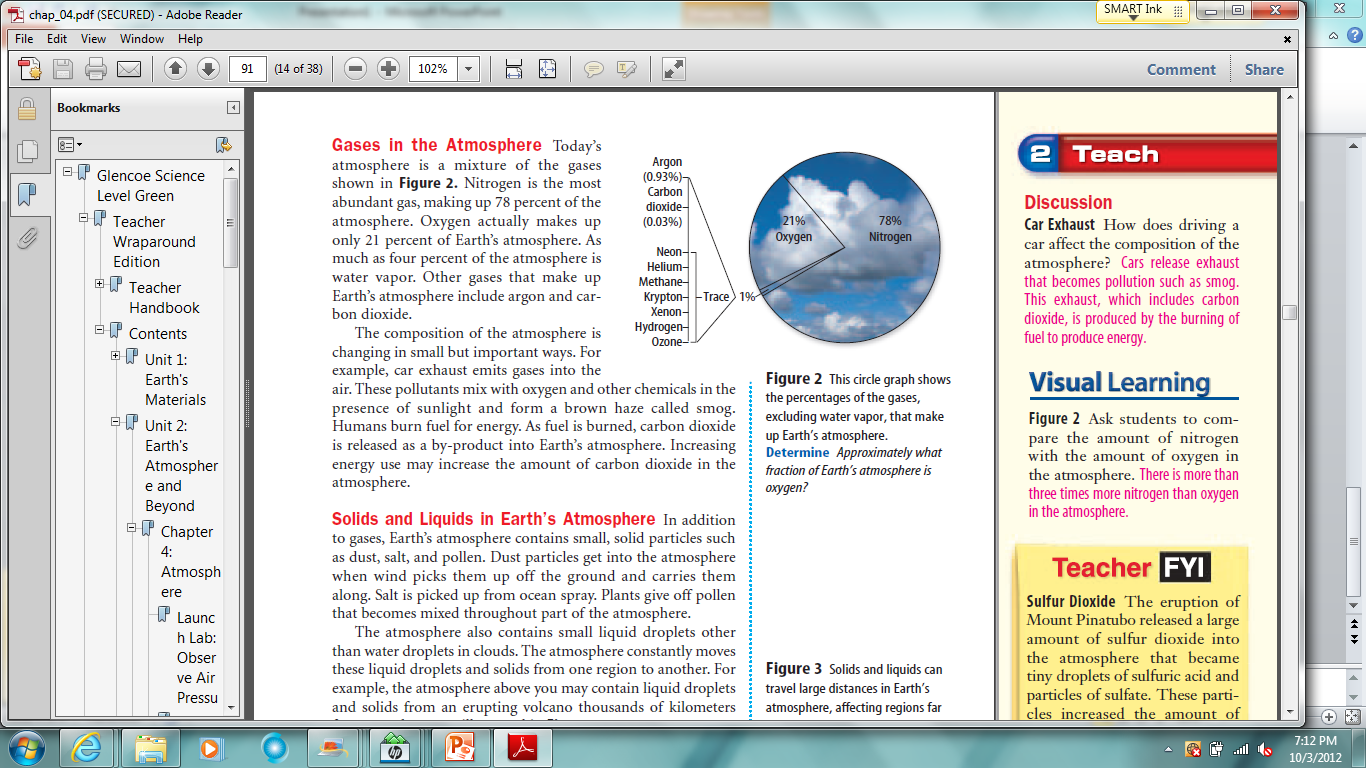 chap_04.pdf (SECURED) - Adobe Reader
SMART Ink
File Edit View Window Help
91 (14 of 38) 102% Comment Share
Bookmarks
Glencoe Science
Level Green
Teacher
Wraparound
Edition
Teacher
Handbook
Contents
Unit 1:
Earth's
Materials
Unit 2:
Earth's
Atmospher
e and
Beyond
Chapter
4:
Atmosph
ere
Launc
h Lab:
Obser
ve Air
Pressu
Gases in the Atmosphere Today's
atmosphere is a mixture of the gases
shown in Figure 2. Nitrogen is the most
abundant gas, making up 78 percent of the
atmosphere. Oxygen actually makes up
only 21 percent of Earth's atmosphere. As
much as four percent of the atmosphere is
water vapor. Other gases that make up
Earth's atmosphere include argon and car-
bon dioxide.
The composition of the atmosphere is
changing in small but important ways. For
example, car exhaust emits gases into the
air. These pollutants mix with oxygen and other chemicals in the
presence of sunlight and form a brown haze called smog.
Humans burn fuel for energy. As fuel is burned, carbon dioxide
is released as a by-product into Earth's atmosphere. Increasing
energy use may increase the amount of carbon dioxide in the
atmosphere.
Solids and Liquids in Earth's Atmosphere In addition
to gases, Earth's atmosphere contains small, solid particles such
as dust, salt, and pollen. Dust particles get into the atmosphere
when wind picks them up off the ground and carries them
along. Salt is picked up from ocean spray. Plants give off pollen
that becomes mixed throughout part of the atmosphere.
The atmosphere also contains small liquid droplets other
than water droplets in clouds. The atmosphere constantly moves
these liquid droplets and solids from one region to another. For
example, the atmosphere above you may contain liquid droplets
and solids from an erupting volcano thousands of kilometers
Argon
(0.93%)
Carbon
dioxide
(0.03%)
Neon
Helium
Methane
Krypton
Xenon
Hydrogen
Ozone
Trace
1%
21%
Oxygen
78%
Nitrogen
Figure 2 This circle graph shows
the percentages of the gases,
excluding water vapor, that make
up Earth's atmosphere.
Determine Approximately what
fraction of Earth's atmosphere is
oxygen?
Figure 3 Solids and liquids can
travel large distances in Earth's
atmosphere, affecting regions far
2 Teach
Discussion
Car Exhaust How does driving a
car affect the composition of the
atmosphere? Cars release exhaust
that becomes pollution such as smog.
This exhaust, which includes carbon
dioxide, is produced by the burning of
fuel to produce energy.
Visual Learning
Figure 2 Ask students to com-
pare the amount of nitrogen
with the amount of oxygen in
the atmosphere. There is more than
three times more nitrogen than oxygen
in the atmosphere.
Teacher FYI
Sulfur Dioxide The eruption of
Mount Pinatubo released a large
amount of sulfur dioxide into
the atmosphere that became
tiny droplets of sulfuric acid and
particles of sulfate. These parti-
cles increased the amount of
7:12 PM
10/3/2012